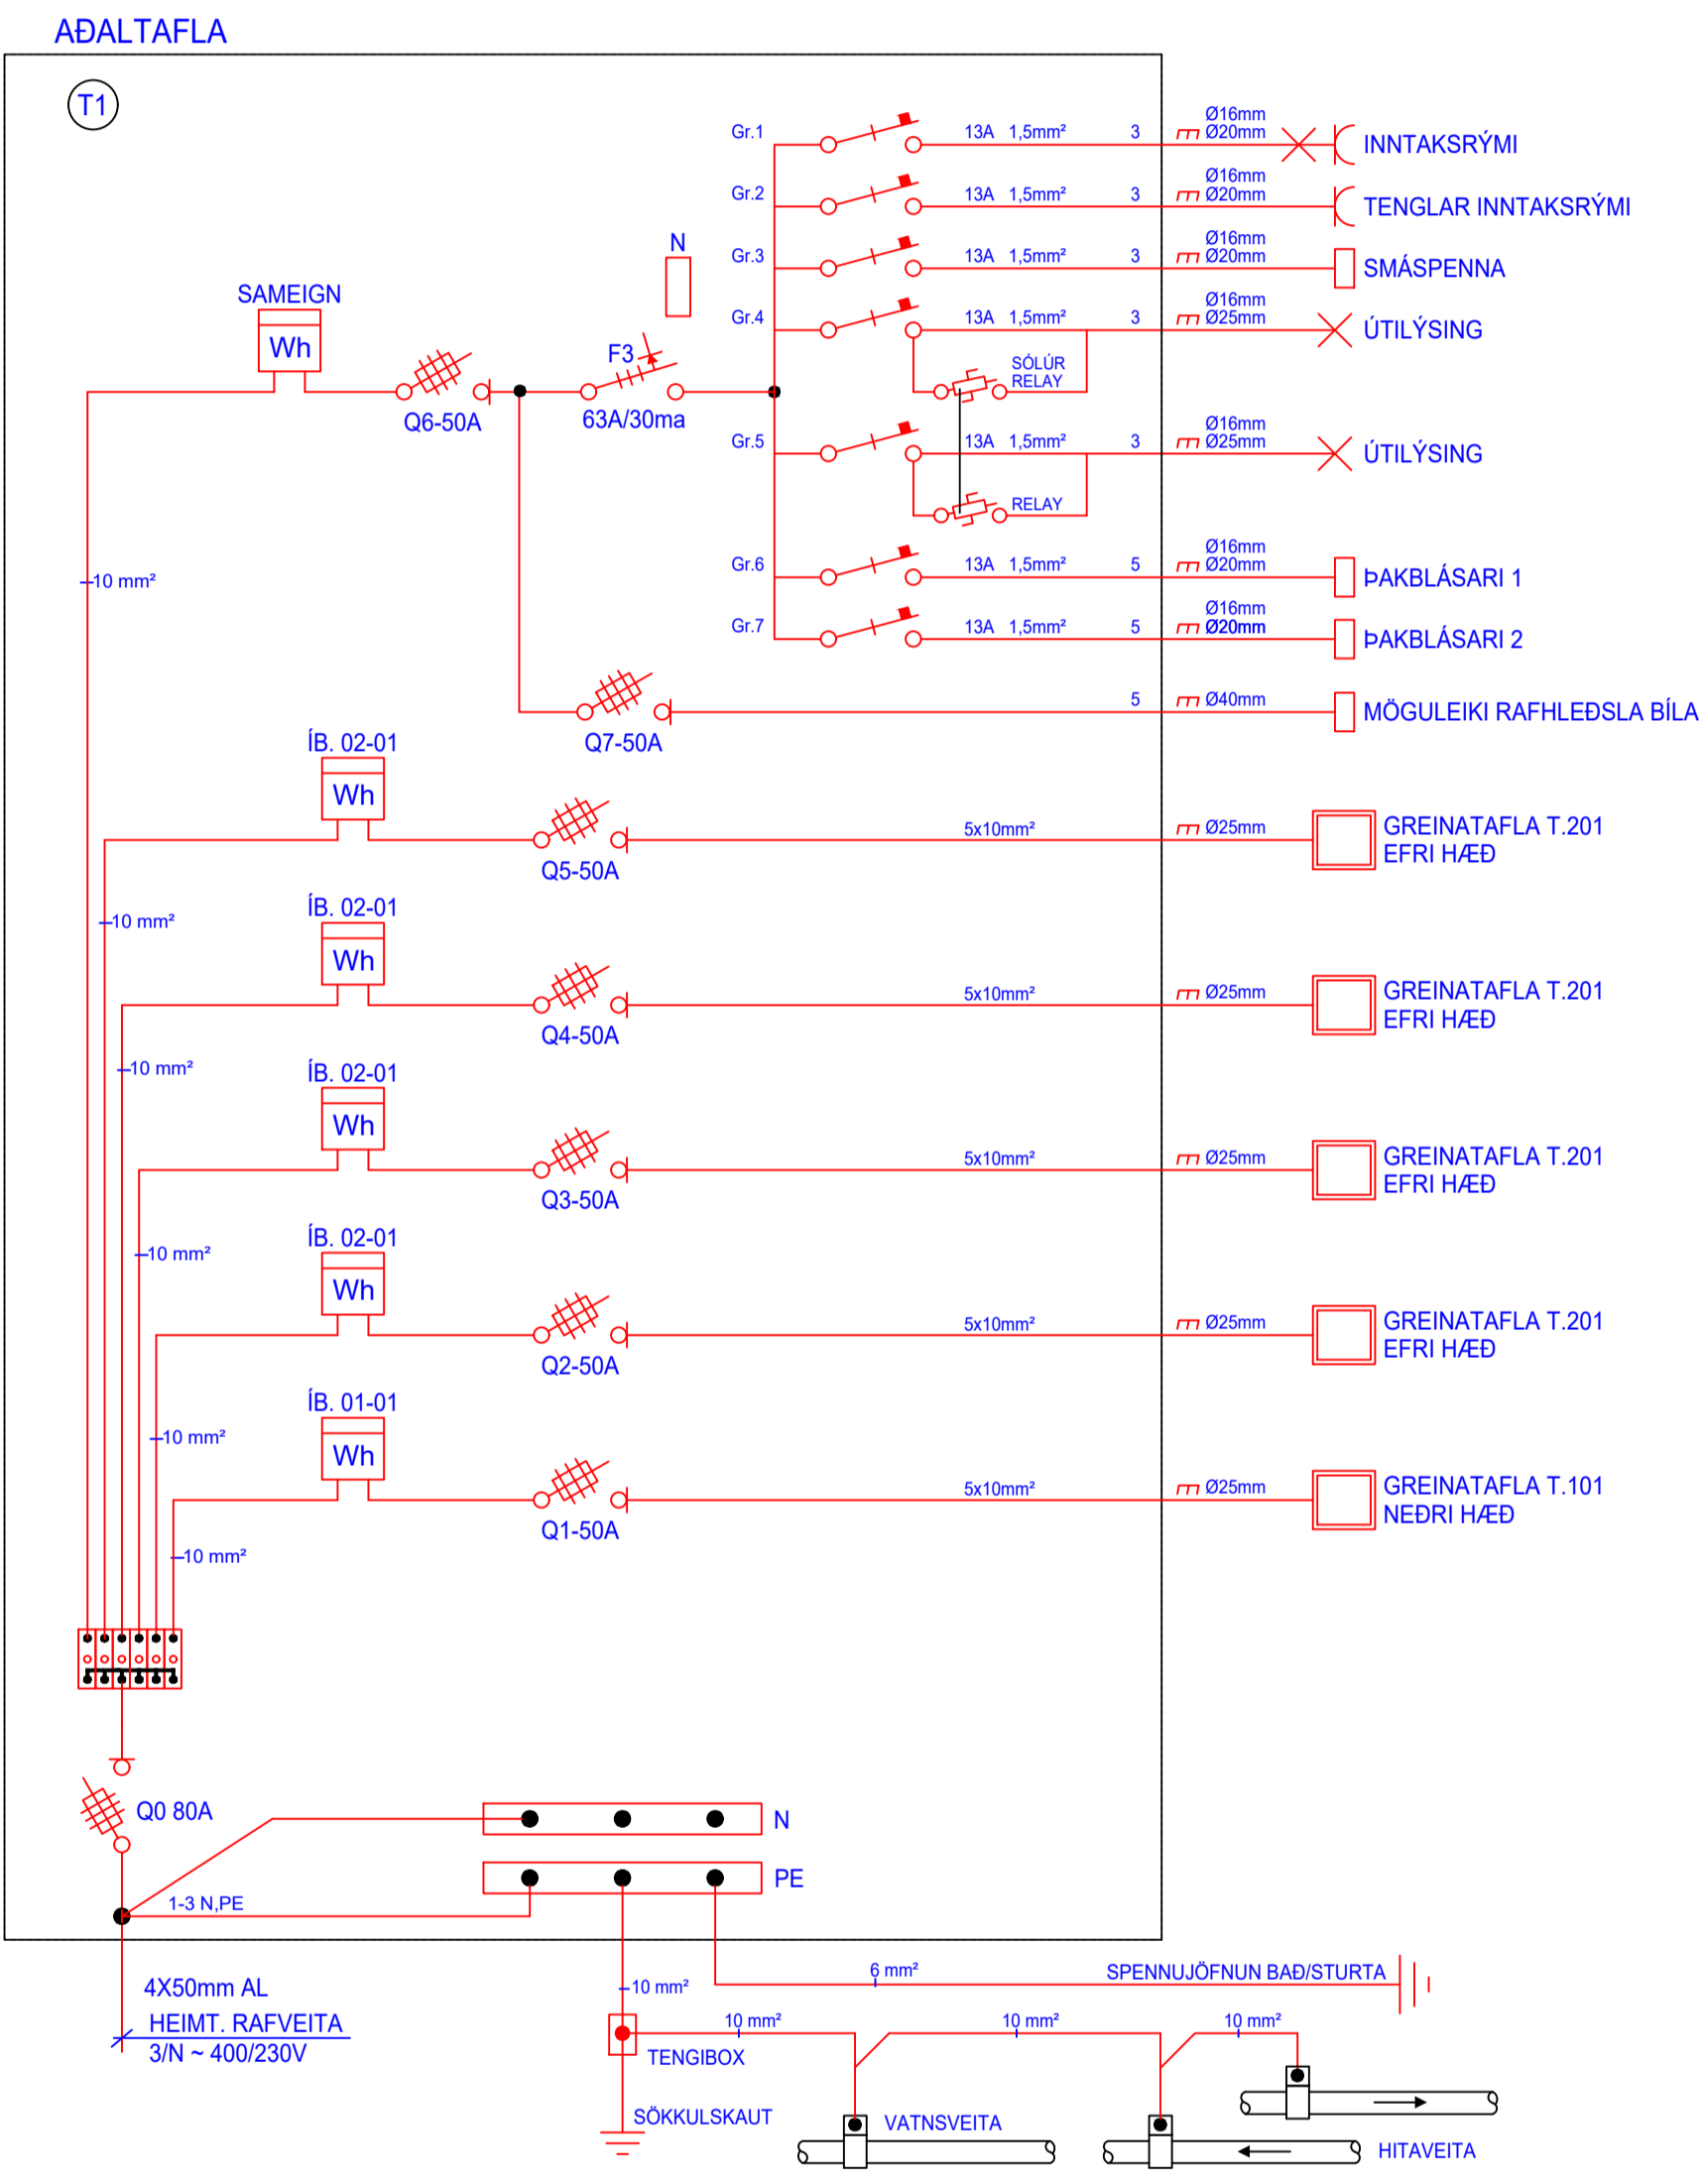 AÐALTAFLA
T1
Gr.1
13A 1,5mm² 3
Ø16mm
Ø20mm
INNTAKSRÝMI
Gr.2
13A 1,5mm² 3
Ø16mm
Ø20mm
TENGLAR INNTAKSRÝMI
Gr.3
13A 1,5mm² 3
Ø16mm
Ø20mm
SMÁSPENNA
Gr.4
13A 1,5mm² 3
Ø16mm
Ø25mm
ÚTILÝSING
SÓLÚR
RELAY
Gr.5
13A 1,5mm² 3
Ø16mm
Ø25mm
ÚTILÝSING
RELAY
Gr.6
13A 1,5mm² 5
Ø16mm
Ø20mm
ÞAKBLÁSARI 1
Gr.7
13A 1,5mm² 5
Ø16mm
Ø20mm
ÞAKBLÁSARI 2
N
SAMEIGN
Wh
Q6-50A
F3
63A/30ma
10 mm²
Q7-50A
5 Ø40mm
MÖGULEIKI RAFHLEÐSLA BÍLA
ÍB. 02-01
Wh
Q5-50A
5x10mm²
Ø25mm
GREINATAFLA T.201
EFRI HÆÐ
10 mm²
ÍB. 02-01
Wh
Q4-50A
5x10mm²
Ø25mm
GREINATAFLA T.201
EFRI HÆÐ
10 mm²
ÍB. 02-01
Wh
Q3-50A
5x10mm²
Ø25mm
GREINATAFLA T.201
EFRI HÆÐ
10 mm²
ÍB. 02-01
Wh
Q2-50A
5x10mm²
Ø25mm
GREINATAFLA T.201
EFRI HÆÐ
10 mm²
ÍB. 01-01
Wh
Q1-50A
5x10mm²
Ø25mm
GREINATAFLA T.101
NEÐRI HÆÐ
10 mm²
Q0 80A
N
PE
1-3 N,PE
4X50mm AL
HEIMT. RAFVEITA
3/N ~ 400/230V
10 mm²
6 mm²
SPENNUJÖFNUN BAÐ/STURTA
10 mm²
10 mm²
10 mm²
TENGIBOX
SÖKKULSKAUT
VATNSVEITA
HITAVEITA